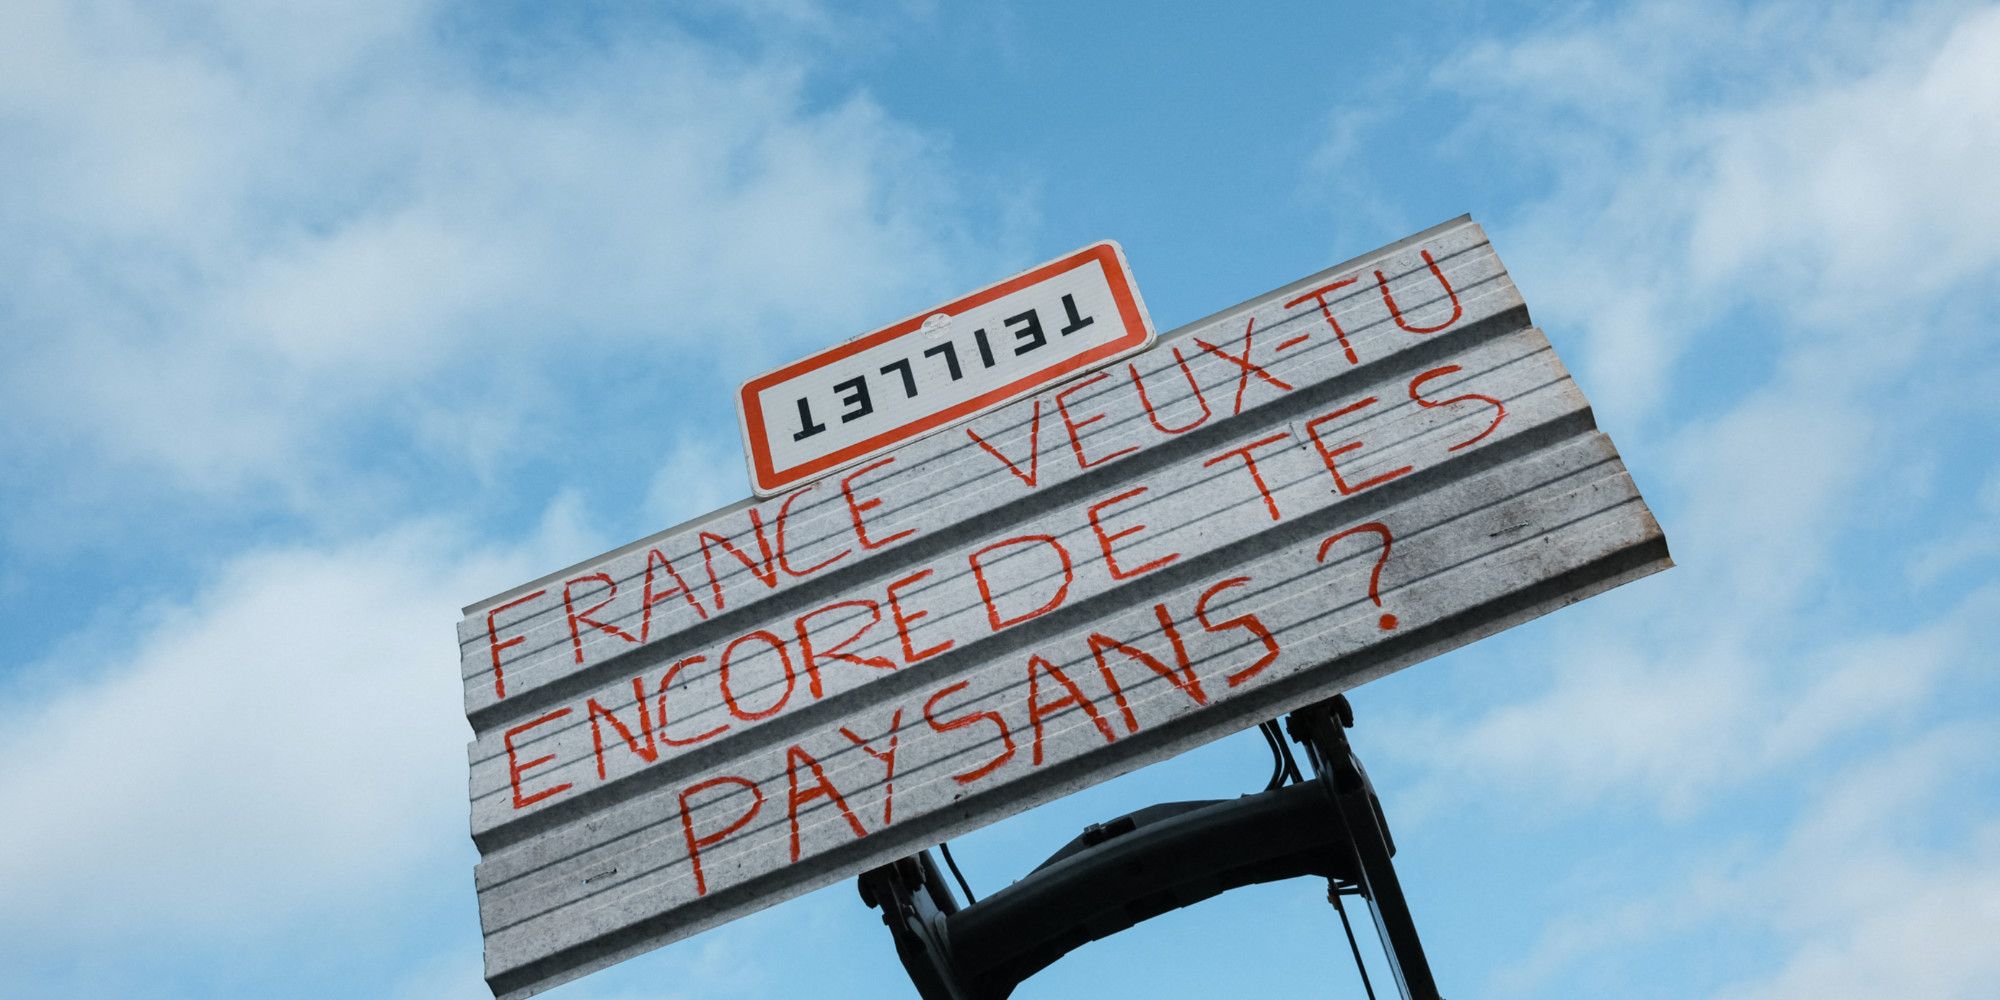 TEILLET
FRANCE VEUX-TU
ENCORE DE TES
PAYSANS ?